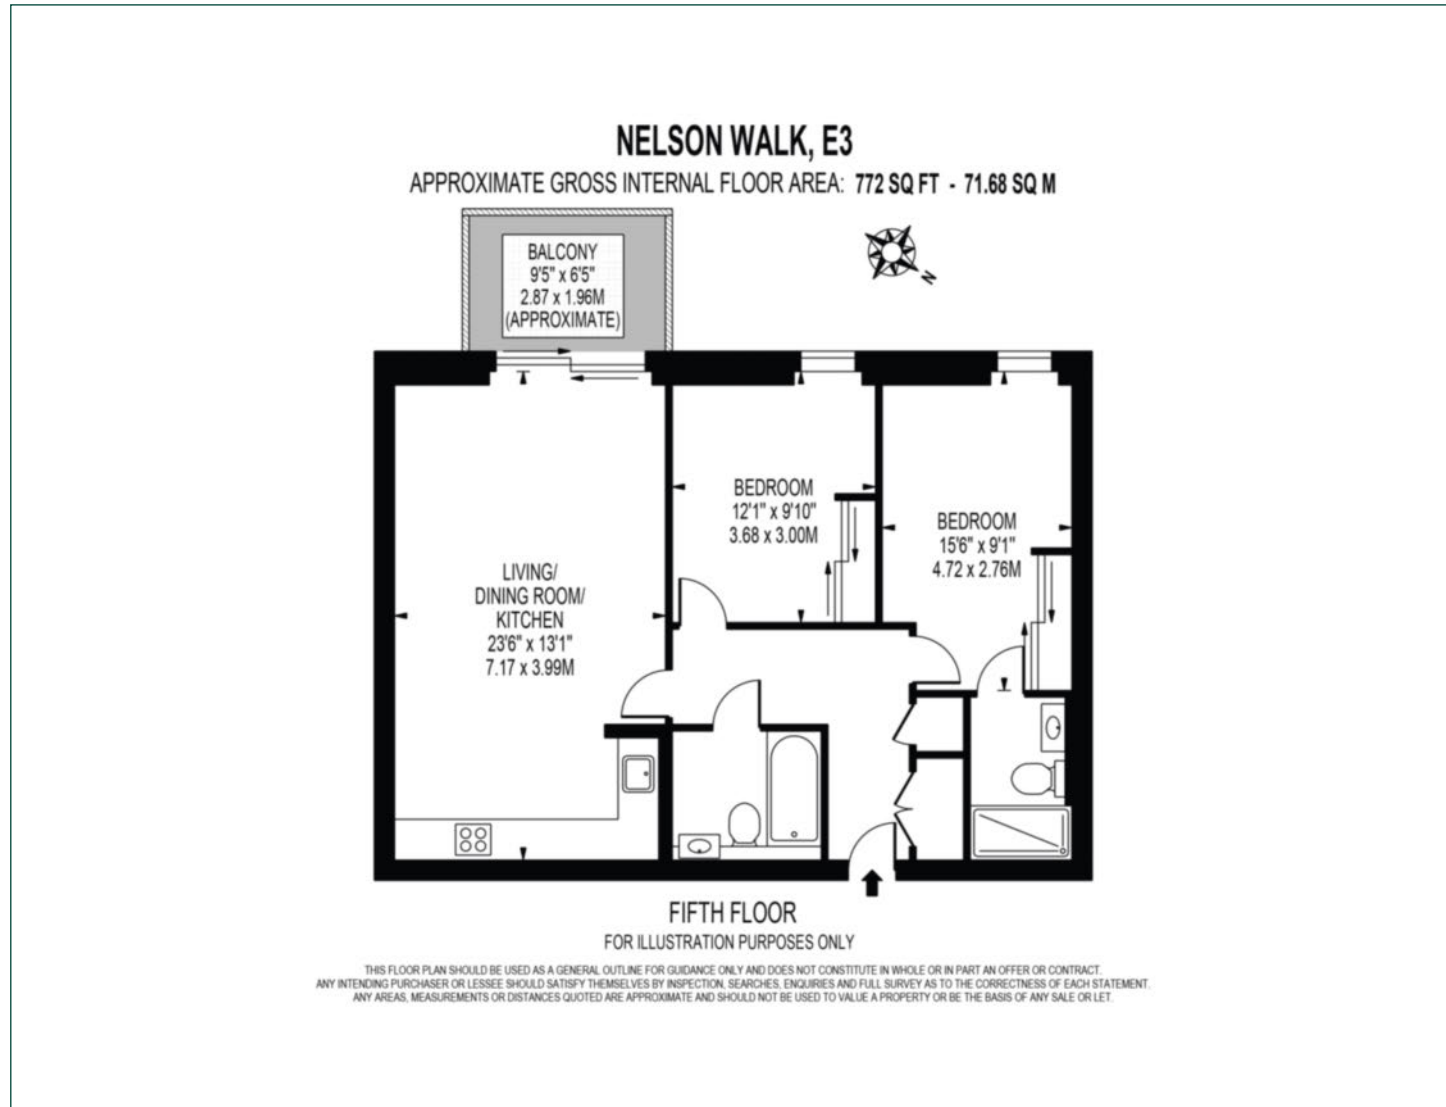 NELSON WALK, E3
APPROXIMATE GROSS INTERNAL FLOOR AREA: 772 SQ FT - 71.68 SQ M
BALCONY
9'5" x 6'5"
2.87 x 1.96M
(APPROXIMATE)
N
BEDROOM
12'1" x 9'10"
3.68 x 3.00M
BEDROOM
15'6" x 9'1"
4.72 x 2.76M
LIVING/
DINING ROOM/
KITCHEN
23'6" x 13'1"
7.17 x 3.99M
FIFTH FLOOR
FOR ILLUSTRATION PURPOSES ONLY
THIS FLOOR PLAN SHOULD BE USED AS A GENERAL OUTLINE FOR GUIDANCE ONLY AND DOES NOT CONSTITUTE IN WHOLE OR IN PART AN OFFER OR CONTRACT.
ANY INTENDING PURCHASER OR LESSEE SHOULD SATISFY THEMSELVES BY INSPECTION, SEARCHES, ENQUIRIES AND FULL SURVEY AS TO THE CORRECTNESS OF EACH STATEMENT.
ANY AREAS, MEASUREMENTS OR DISTANCES QUOTED ARE APPROXIMATE AND SHOULD NOT BE USED TO VALUE A PROPERTY OR BE THE BASIS OF ANY SALE OR LET.